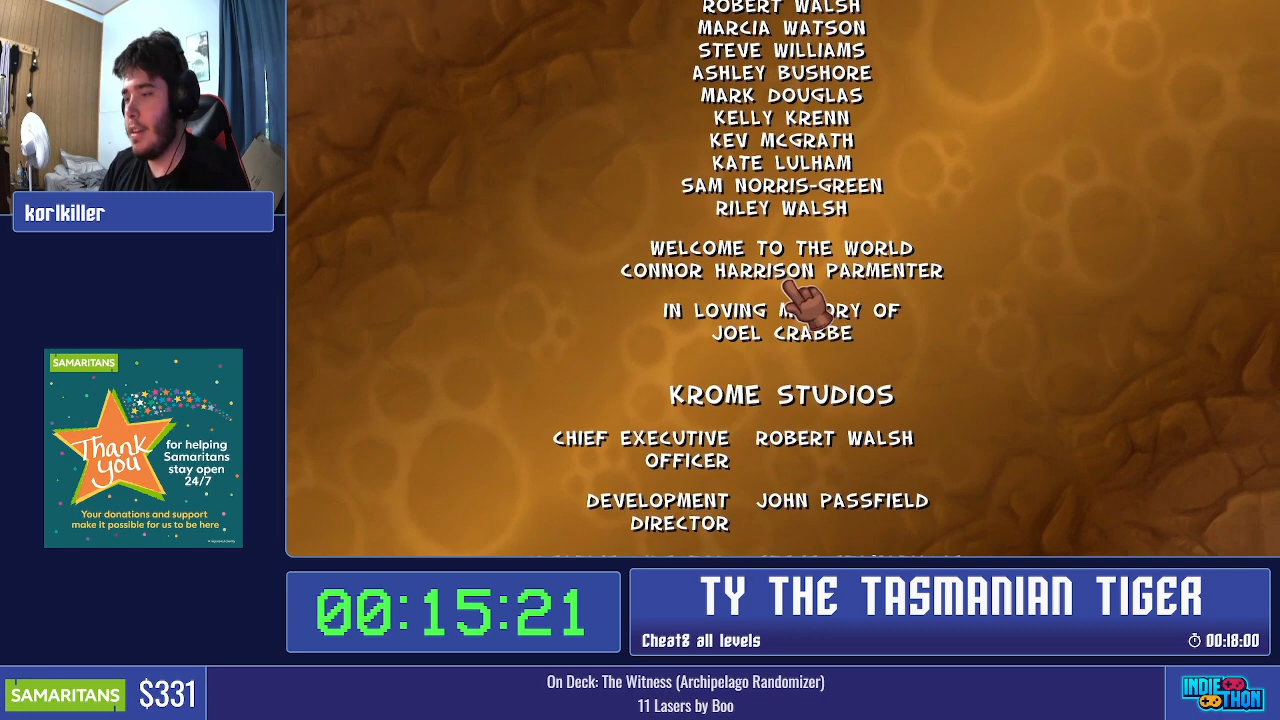 korlkiller
SAMARITANS
Thank you
for helping
Samaritans
stay open
24/7
Your donations and support
make it possible for us to be here
ROBERT WALSH
MARCIA WATSON
STEVE WILLIAMS
ASHLEY BUSHORE
MARK DOUGLAS
KELLY KRENN
KEV MCGRATH
KATE LULHAM
SAM NORRIS-GREEN
RILEY WALSH
WELCOME TO THE WORLD
CONNOR HARRISON PARMENTER
IN LOVING OF
JOEL CRABBE
KROME STUDIOS
CHIEF EXECUTIVE ROBERT WALSH
OFFICER
DEVELOPMENT JOHN PASSFIELD
DIRECTOR
00:15:21
TY THE TASMANIAN TIGER
Cheat% all levels
00:18:00
SAMARITANS $331
On Deck: The Witness (Archipelago Randomizer)
11 Lasers by Boo
INDIE
THON